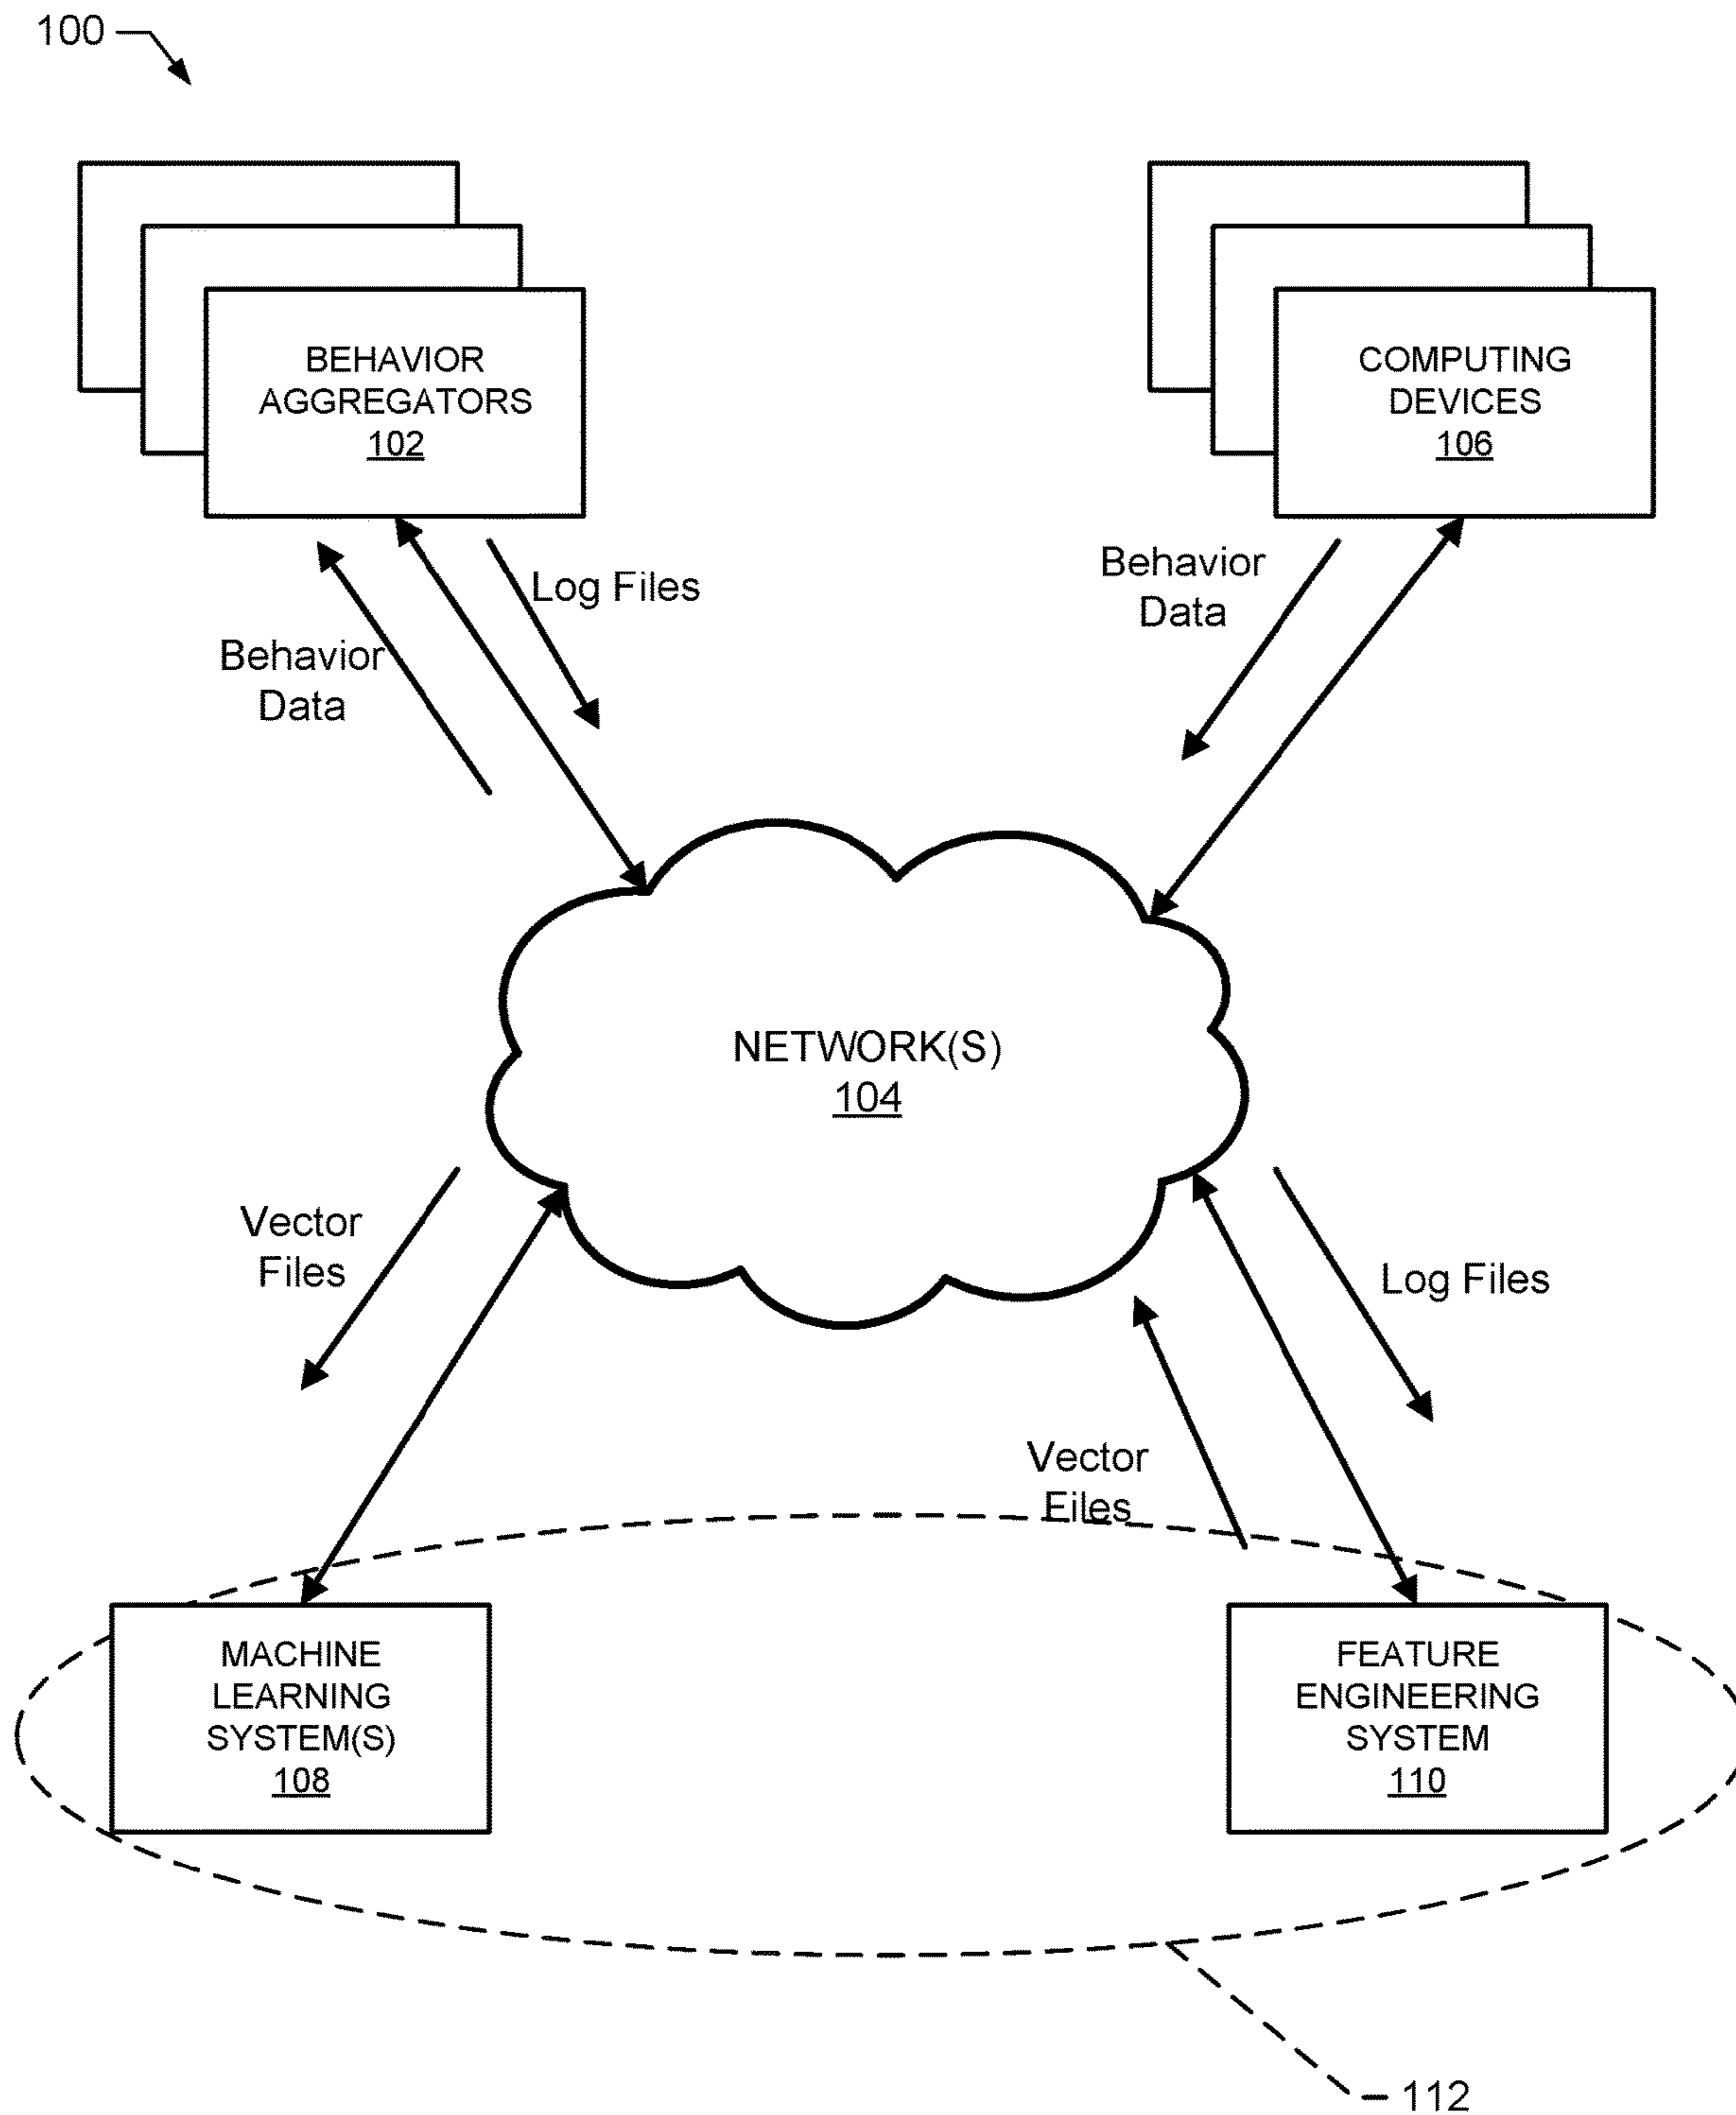 100
BEHAVIOR
AGGREGATORS
102
COMPUTING
DEVICES
106
Log Files
Behavior
Data
Behavior
Data
NETWORK(S)
104
Vector
Files
Log Files
Vector
Files
MACHINE
LEARNING
SYSTEM(S)
108
FEATURE
ENGINEERING
SYSTEM
110
112